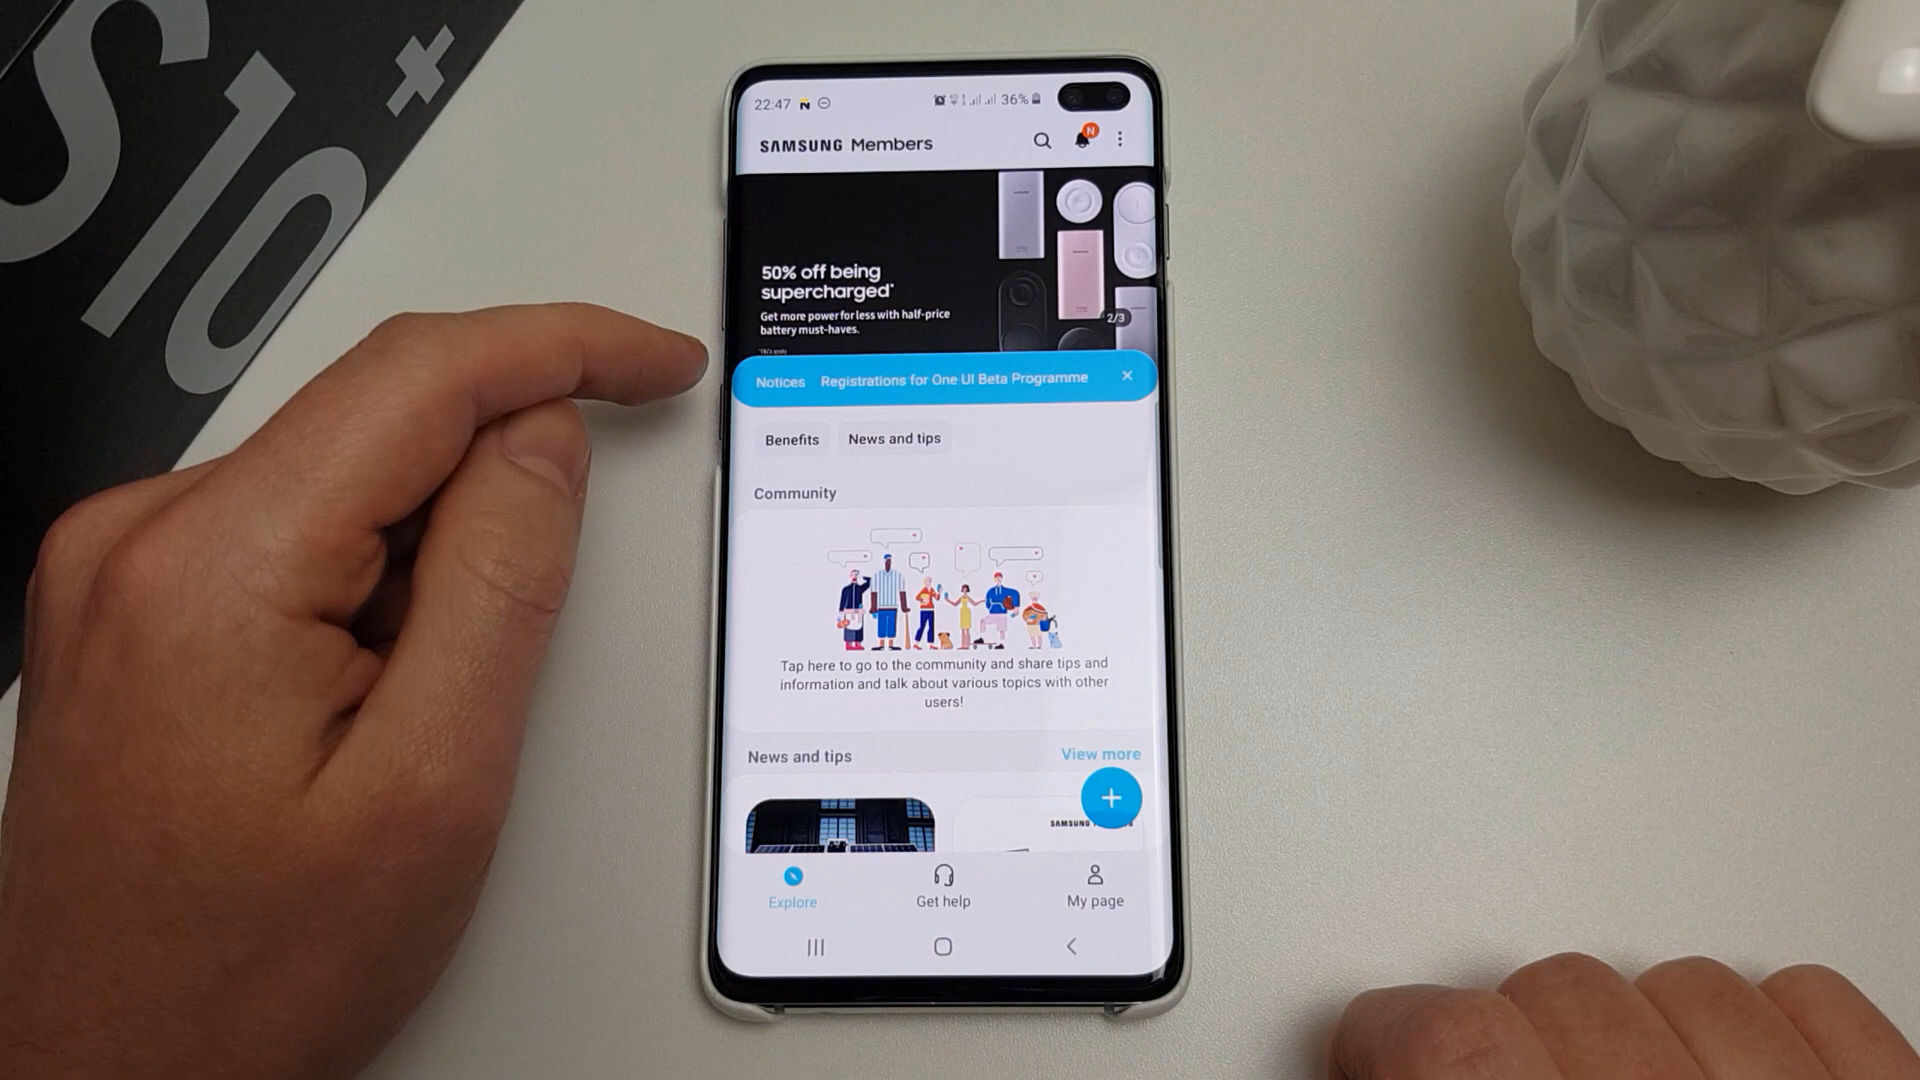 S10+
22:47 N 36%
SAMSUNG Members
N
50% off being
supercharged*
Get more power for less with half-price
battery must-haves.
2/3
Notices Registrations for One UI Beta Programme
Benefits News and tips
Community
Tap here to go to the community and share tips and
information and talk about various topics with other
users!
News and tips View more
SAMSUNG
Explore Get help My page